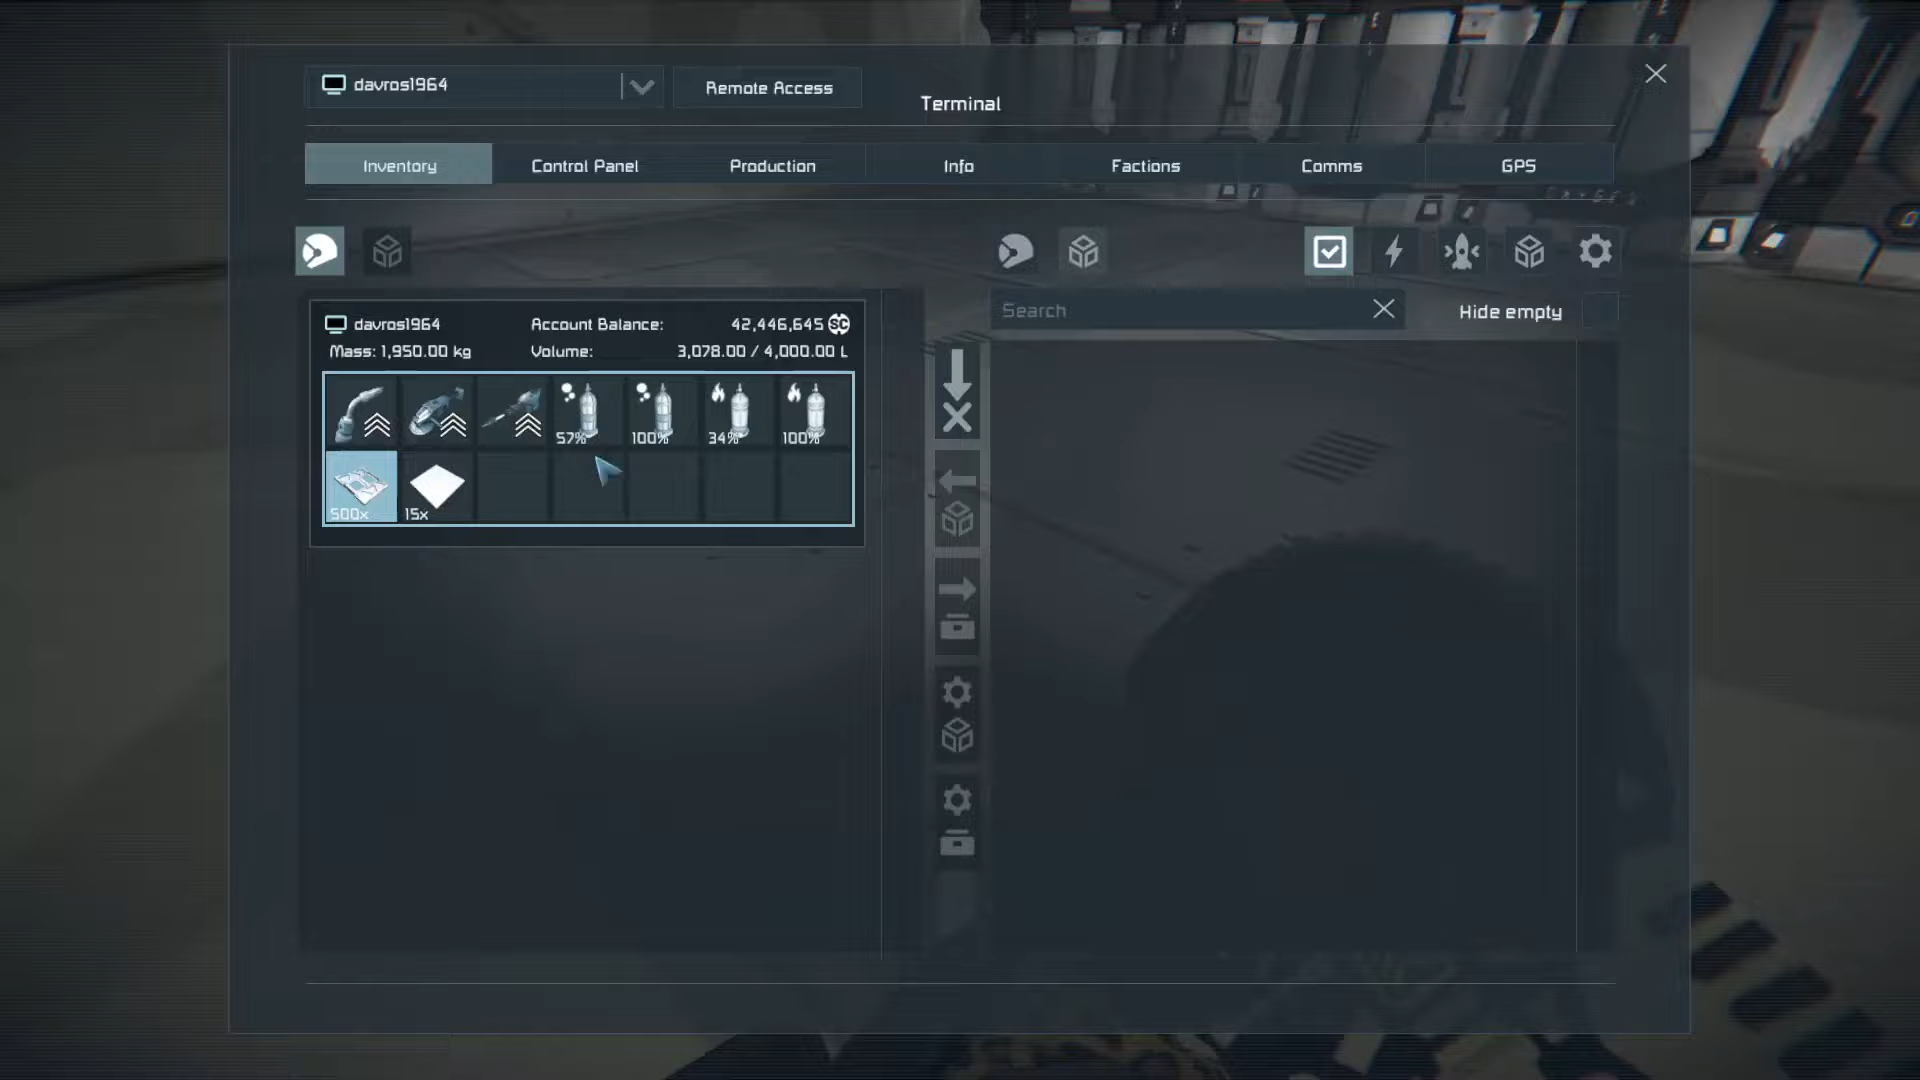 davros1964
Remote Access
Terminal
Inventory
Control Panel
Production
Info
Factions
Comms
GPS
Search
Hide empty
davros1964
Account Balance:
42,446,645 SC
Mass: 1,950.00 kg
Volume:
3,078.00 / 4,000.00 L
57%
100%
34%
100%
500x
15x